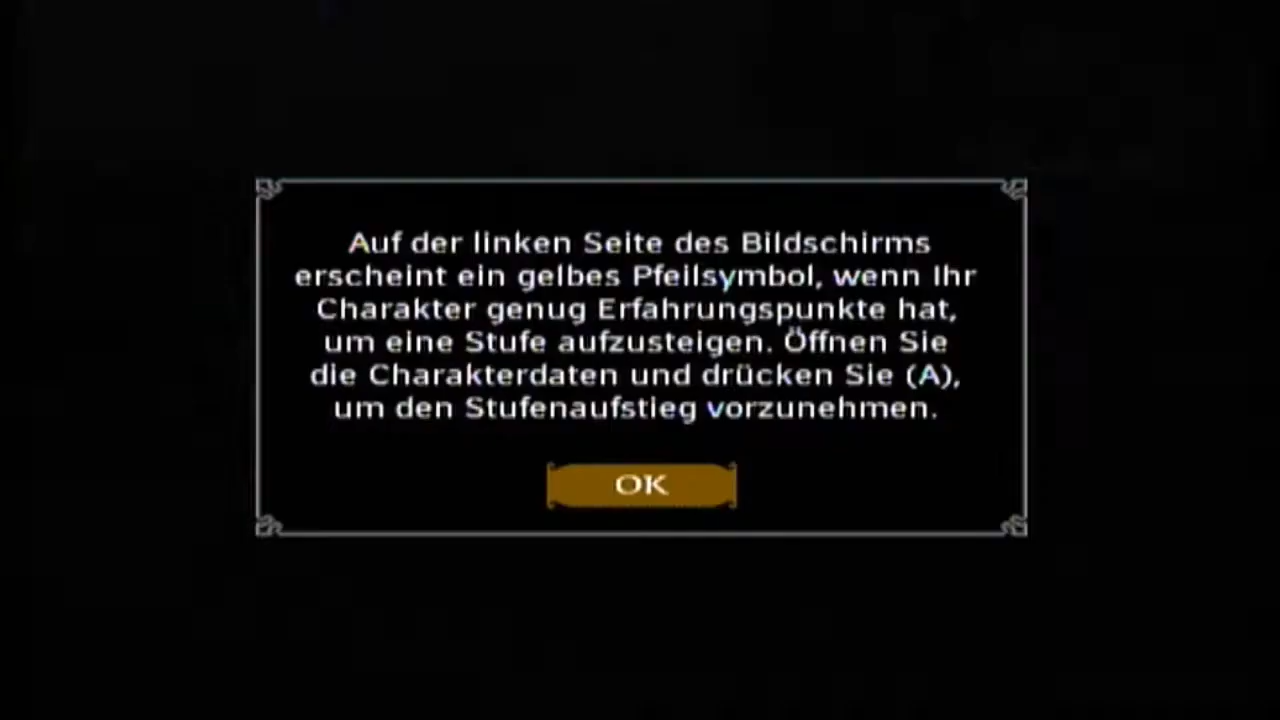 Auf der linken Seite des Bildschirms
erscheint ein gelbes Pfeilsymbol, wenn Ihr
Charakter genug Erfahrungspunkte hat,
um eine Stufe aufzusteigen. Öffnen Sie
die Charakterdaten und drücken Sie (A),
um den Stufenaufstieg vorzunehmen.
OK